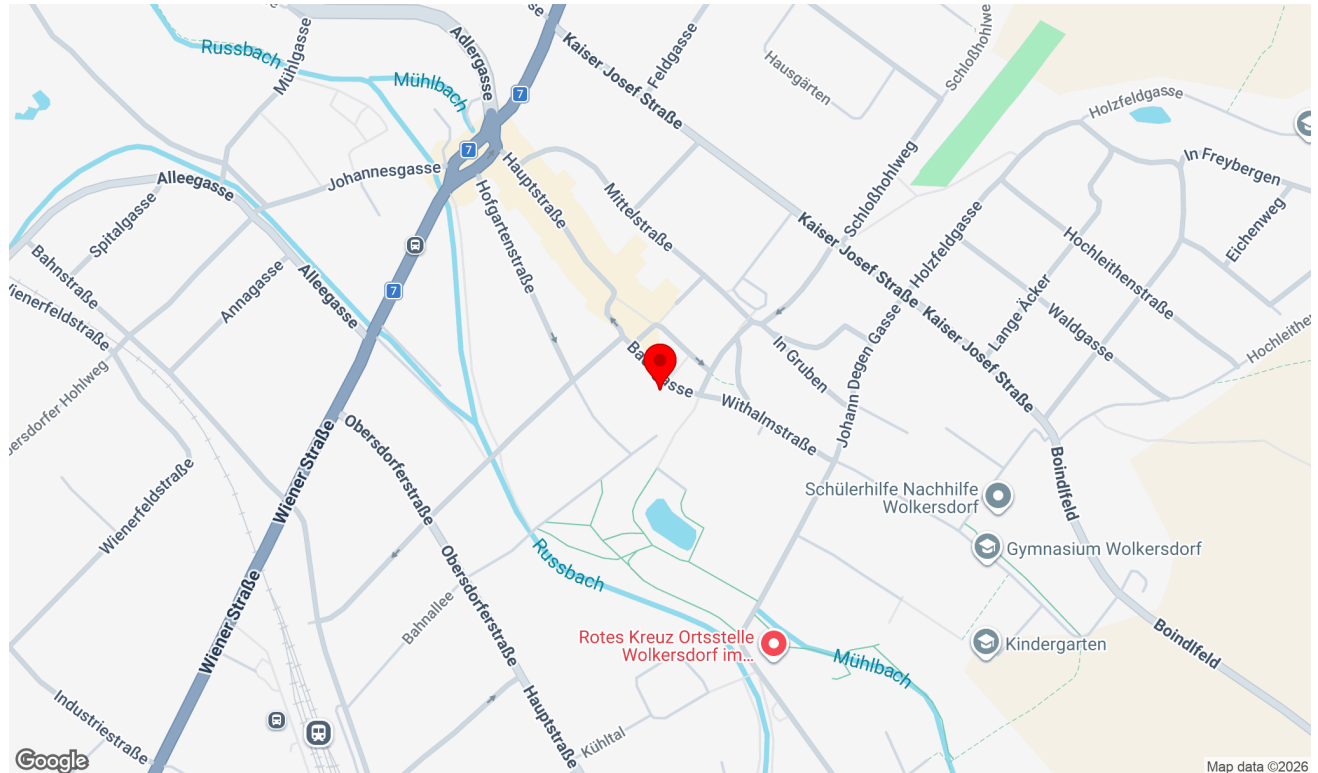 Russbach
Mühlgasse
Adlergasse
Mühlbach
Kaiser Josef Straße
Feldgasse
Hausgärten
Schloßhohlweg
Holzfeldgasse
7
7
In Freybergen
Alleegasse
Johannesgasse
Hauptstraße
Hofgartenstraße
Mittelstraße
Schloßhohlweg
Kaiser Josef Straße
Holzfeldgasse
Hochleithenstraße
Eichenweg
Spitalgasse
Bahnstraße
Annagasse
Alleegasse
7
Kaiser Josef Straße
Lange Äcker
Waldgasse
In Gruben
Johann Degen Gasse
Withalmstraße
Obersdorferstraße
Wiener Straße
Wienerfeldstraße
Boindlfeld
Schülerhilfe Nachhilfe
Wolkersdorf
Gymnasium Wolkersdorf
Russbach
Obersdorferstraße
Bahnallee
Wiener Straße
Rotes Kreuz Ortsstelle
Wolkersdorf im...
Kindergarten
Mühlbach
Boindlfeld
Industriestraße
Hauptstraße
Kühltal
Google
Map data ©2026